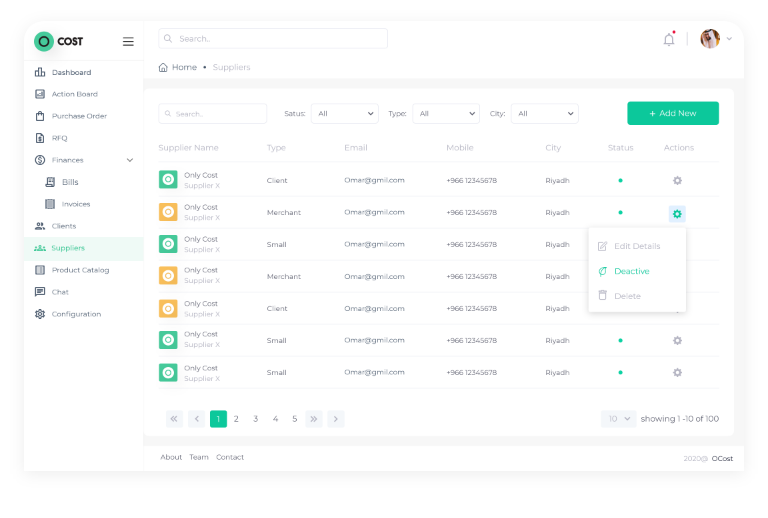 COST
Search..
Dashboard
Action Board
Purchase Order
RFQ
Finances
Bills
Invoices
Clients
Suppliers
Product Catalog
Chat
Configuration
Home • Suppliers
Search..
Satus: All Type: All City: All
+ Add New
Supplier Name Type Email Mobile City Status Actions
Only Cost
Supplier X
Client Omar@gmil.com +966 12345678 Riyadh
Only Cost
Supplier X
Merchant Omar@gmil.com +966 12345678 Riyadh
Only Cost
Supplier X
Small Omar@gmil.com +966 12345678 Riyadh
Only Cost
Supplier X
Merchant Omar@gmil.com +966 12345678 Riyadh
Only Cost
Supplier X
Client Omar@gmil.com +966 12345678 Riyadh
Only Cost
Supplier X
Small Omar@gmil.com +966 12345678 Riyadh
Only Cost
Supplier X
Small Omar@gmil.com +966 12345678 Riyadh
Edit Details
Deactive
Delete
1 2 3 4 5
10 showing 1 -10 of 100
About Team Contact
2020@ OCost